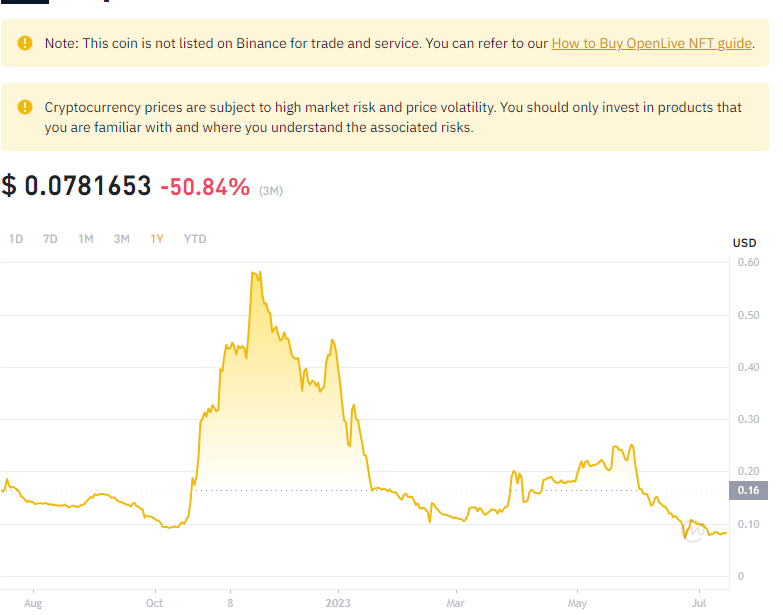 Note: This coin is not listed on Binance for trade and service. You can refer to our How to Buy OpenLive NFT guide.
Cryptocurrency prices are subject to high market risk and price volatility. You should only invest in products that
you are familiar with and where you understand the associated risks.
$ 0.0781653 -50.84% (3M)
1D 7D 1M 3M 1Y YTD
USD
0.60
0.50
0.40
0.30
0.20
0.16
0.10
0
Aug Oct 8 2023 Mar May Jul